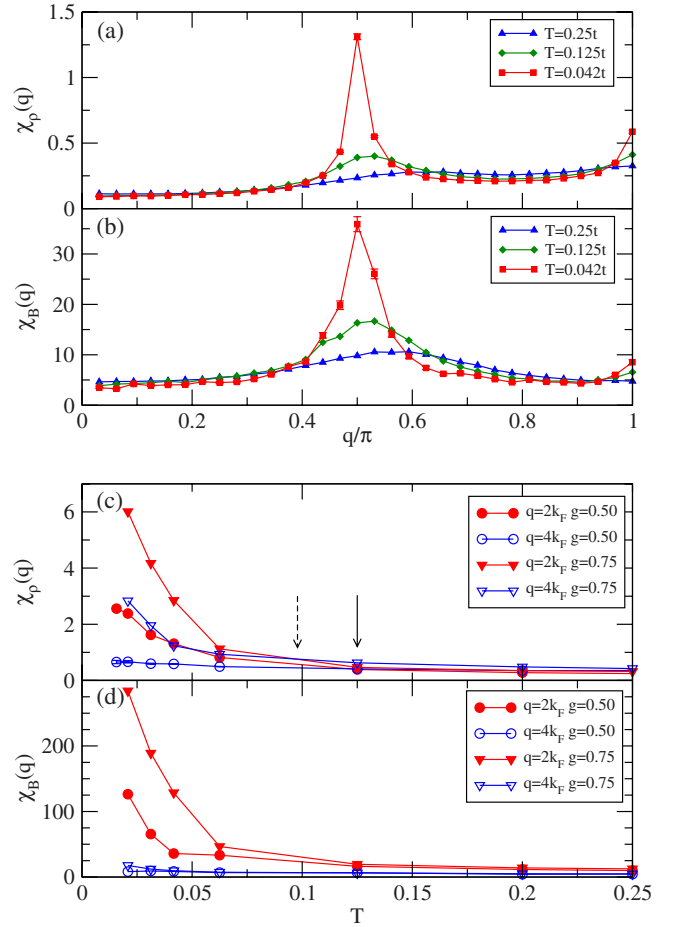 (a)
1.5
1
0.5
0
χρ(q)
T=0.25t
T=0.125t
T=0.042t
(b)
30
20
10
0
χB(q)
T=0.25t
T=0.125t
T=0.042t
0 0.2 0.4 0.6 0.8 1
q/π
(c)
6
4
2
0
χρ(q)
q=2kF g=0.50
q=4kF g=0.50
q=2kF g=0.75
q=4kF g=0.75
(d)
250
200
150
100
50
0
χB(q)
q=2kF g=0.50
q=4kF g=0.50
q=2kF g=0.75
q=4kF g=0.75
0 0.05 0.1 0.15 0.2 0.25
T